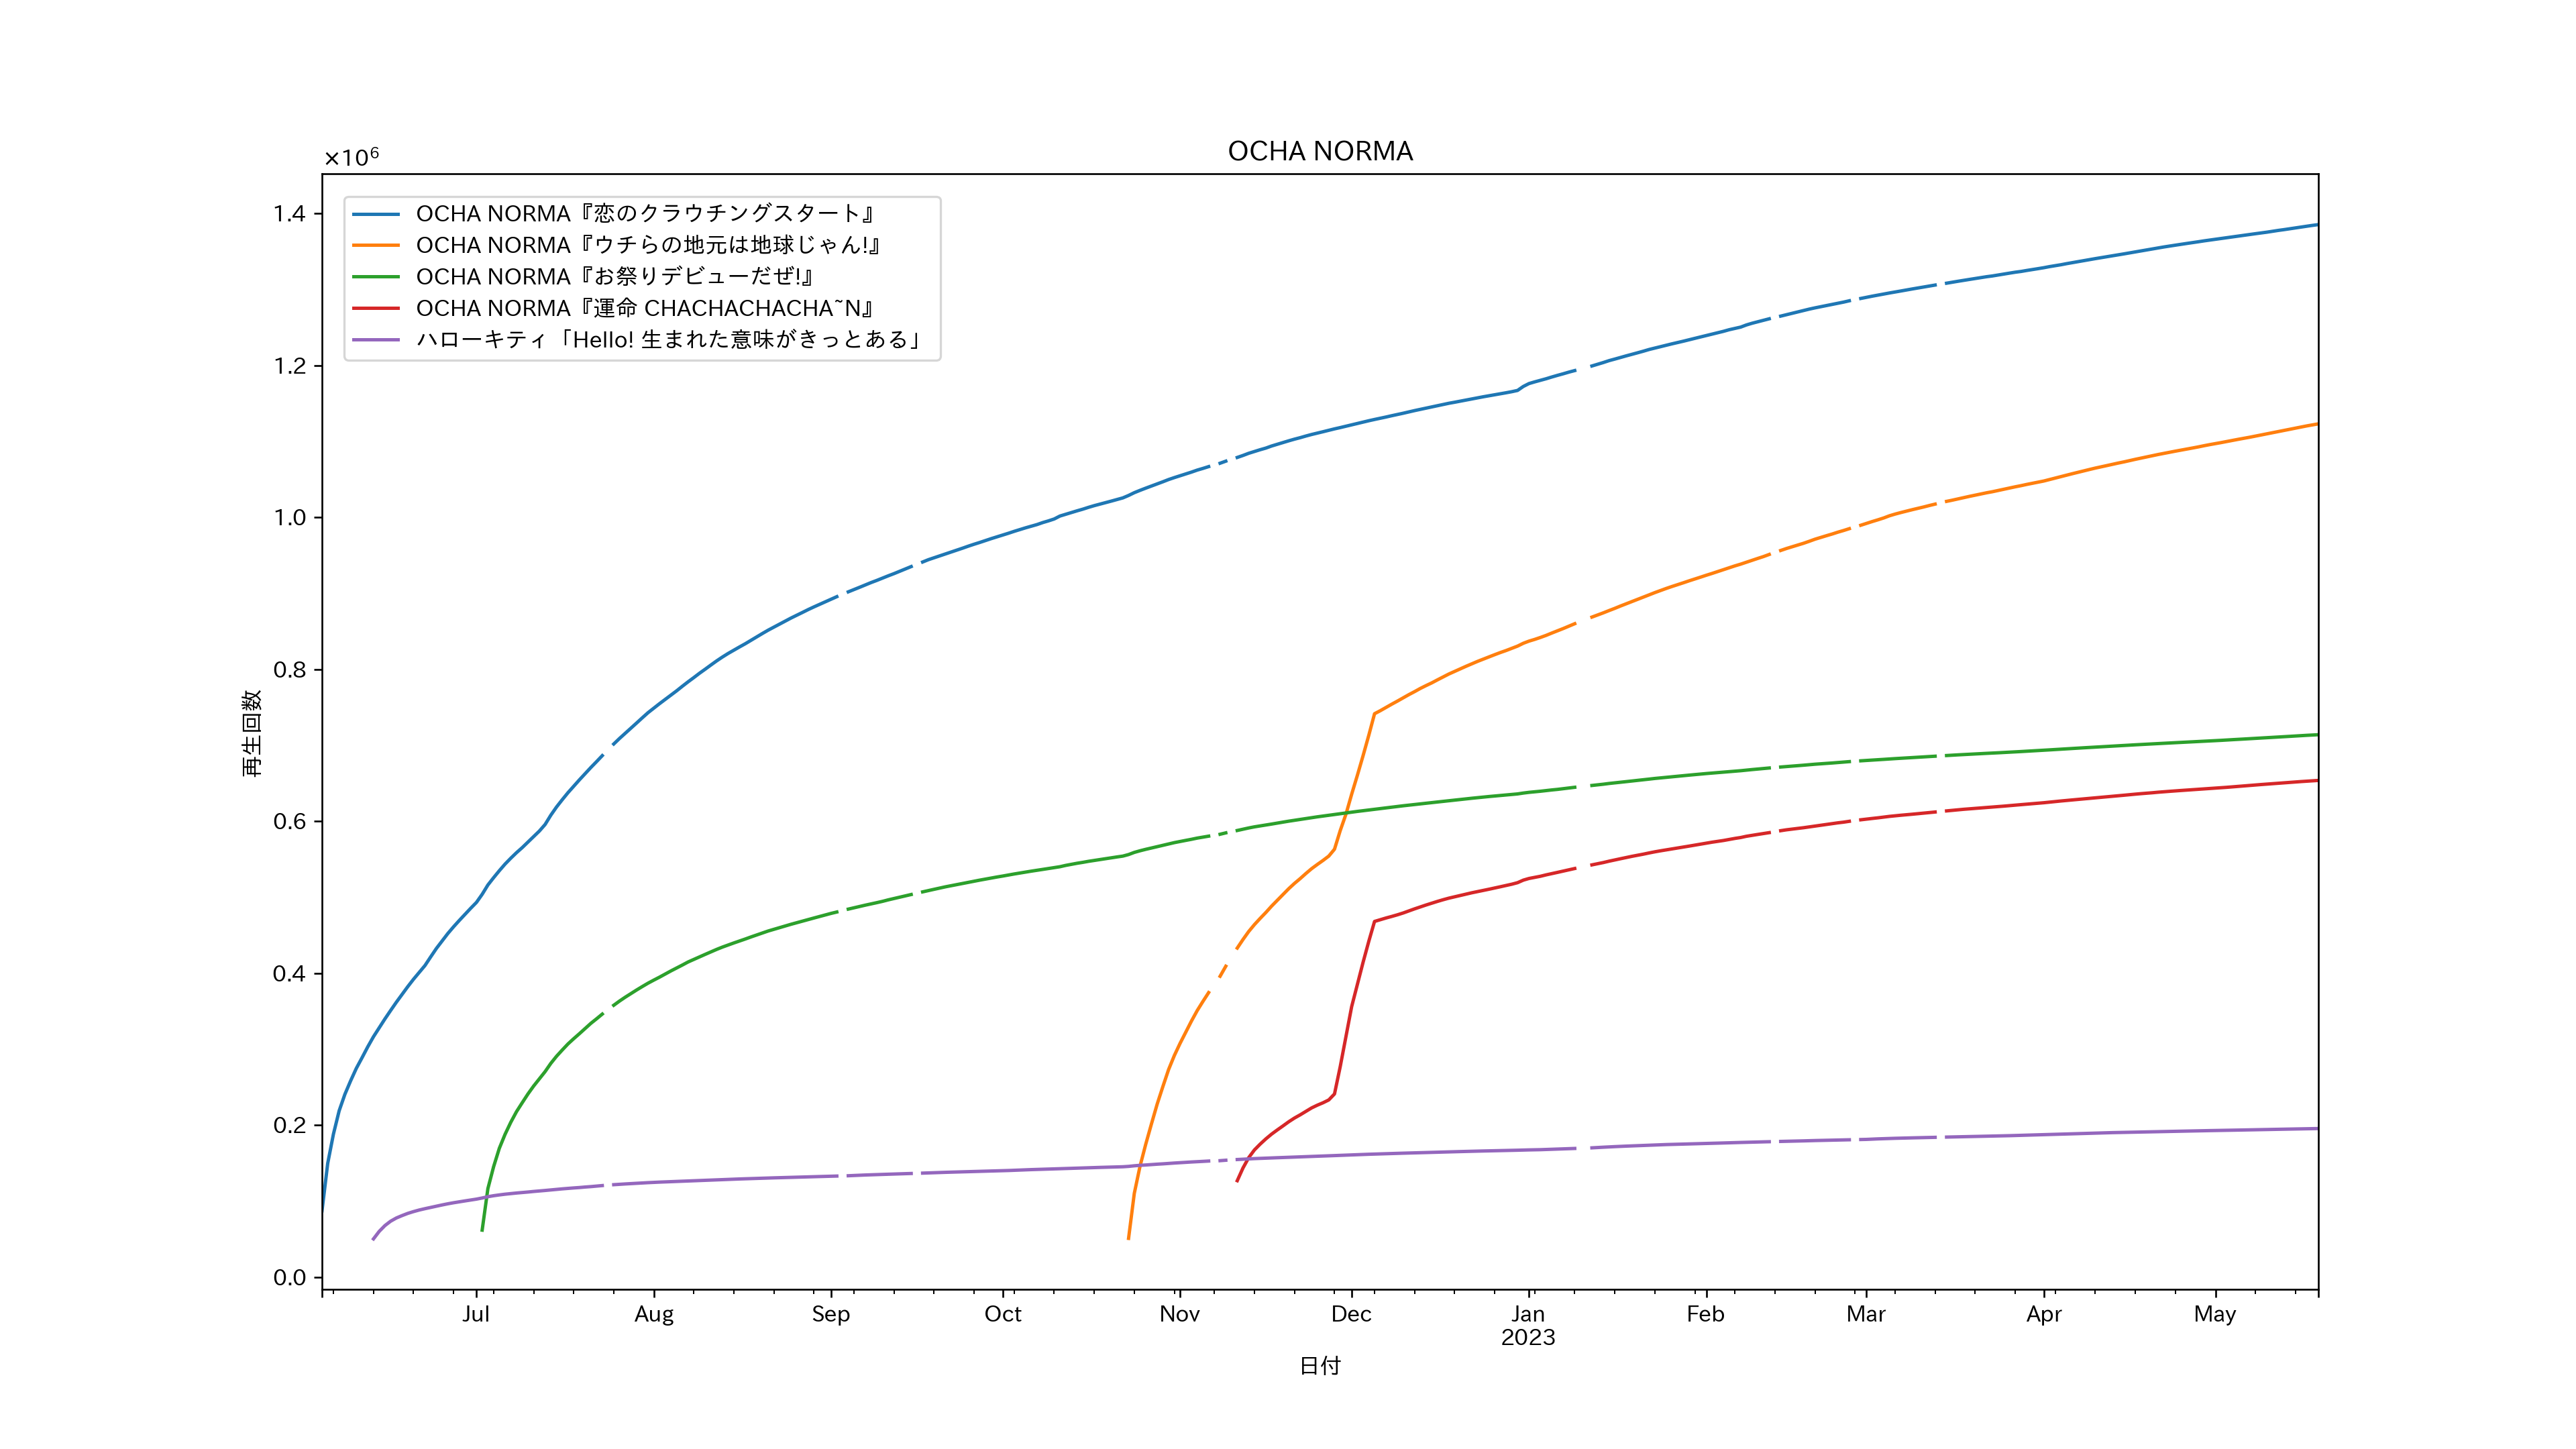 OCHA NORMA
×10⁶
1.4
1.2
1.0
0.8
0.6
0.4
0.2
0.0
再生回数
OCHA NORMA『恋のクラウチングスタート』
OCHA NORMA『ウチらの地元は地球じゃん!』
OCHA NORMA『お祭りデビューだぜ!』
OCHA NORMA『運命 CHACHACHACHA~N』
ハローキティ「Hello! 生まれた意味がきっとある」
Jul Aug Sep Oct Nov Dec Jan Feb Mar Apr May
2023
日付